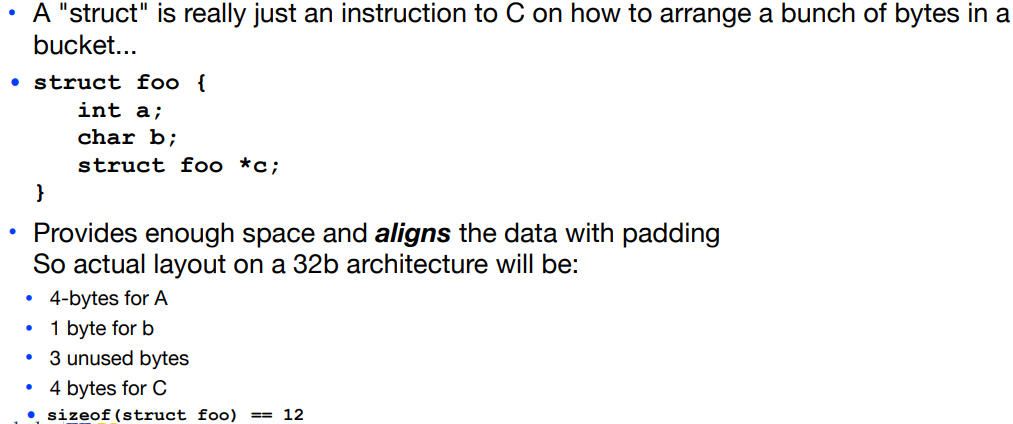 • A "struct" is really just an instruction to C on how to arrange a bunch of bytes in a
bucket...
• struct foo {
int a;
char b;
struct foo *c;
}
• Provides enough space and aligns the data with padding
So actual layout on a 32b architecture will be:
• 4-bytes for A
• 1 byte for b
• 3 unused bytes
• 4 bytes for C
• sizeof(struct foo) == 12